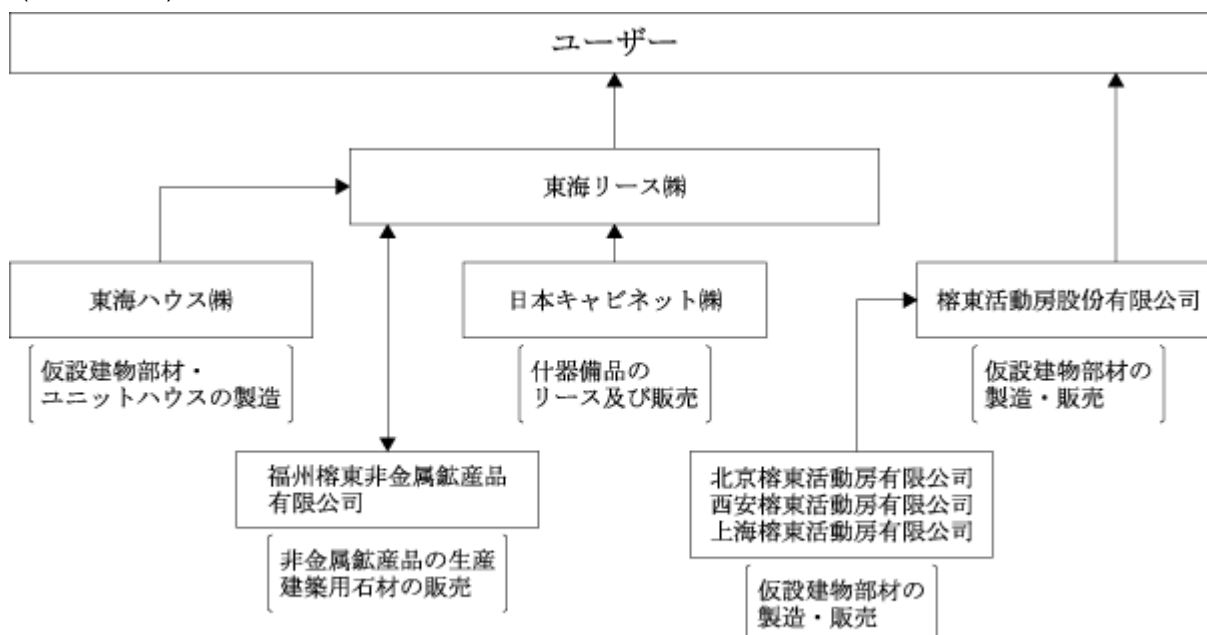 ユーザー
東海リース㈱
東海ハウス㈱
仮設建物部材・
ユニットハウスの製造
日本キャビネット㈱
什器備品の
リース及び販売
榕東活動房股份有限公司
仮設建物部材の
製造・販売
福州榕東非金属鉱産品
有限公司
非金属鉱産品の生産
建築用石材の販売
北京榕東活動房有限公司
西安榕東活動房有限公司
上海榕東活動房有限公司
仮設建物部材の
製造・販売